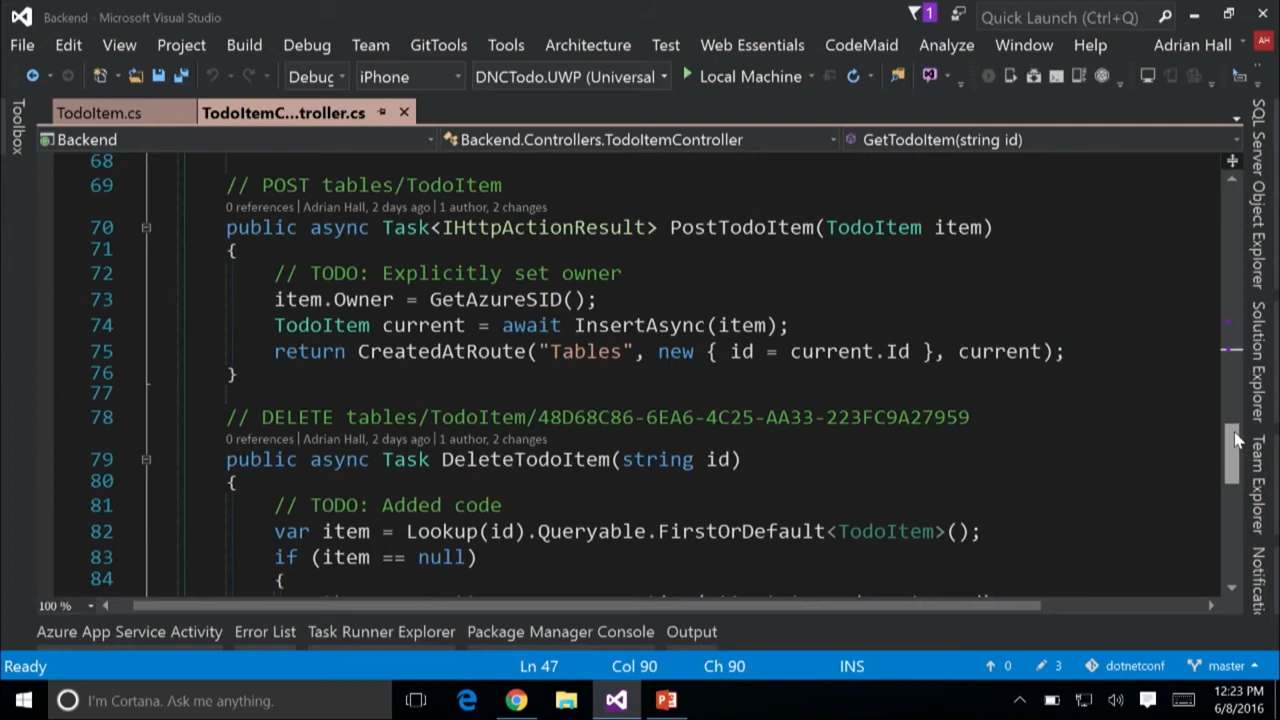 Backend - Microsoft Visual Studio
1
Quick Launch (Ctrl+Q)
File Edit View Project Build Debug Team GitTools Tools Architecture Test Web Essentials CodeMaid Analyze Window Help Adrian Hall AH
Debug iPhone DNCTodo.UWP (Universal Local Machine
TodoItem.cs TodoItemC...troller.cs
Backend Backend.Controllers.TodoItemController GetTodoItem(string id)
Toolbox
68
69 // POST tables/TodoItem
0 references | Adrian Hall, 2 days ago | 1 author, 2 changes
70 public async Task<IHttpActionResult> PostTodoItem(TodoItem item)
71 {
72 // TODO: Explicitly set owner
73 item.Owner = GetAzureSID();
74 TodoItem current = await InsertAsync(item);
75 return CreatedAtRoute("Tables", new { id = current.Id }, current);
76 }
77
78 // DELETE tables/TodoItem/48D68C86-6EA6-4C25-AA33-223FC9A27959
0 references | Adrian Hall, 2 days ago | 1 author, 2 changes
79 public async Task DeleteTodoItem(string id)
80 {
81 // TODO: Added code
82 var item = Lookup(id).Queryable.FirstOrDefault<TodoItem>();
83 if (item == null)
84 {
SQL Server Object Explorer
Solution Explorer
Team Explorer
100 %
Azure App Service Activity Error List Task Runner Explorer Package Manager Console Output
Ready Ln 47 Col 90 Ch 90 INS 0 3 dotnetconf master
I'm Cortana. Ask me anything.
12:23 PM
6/8/2016